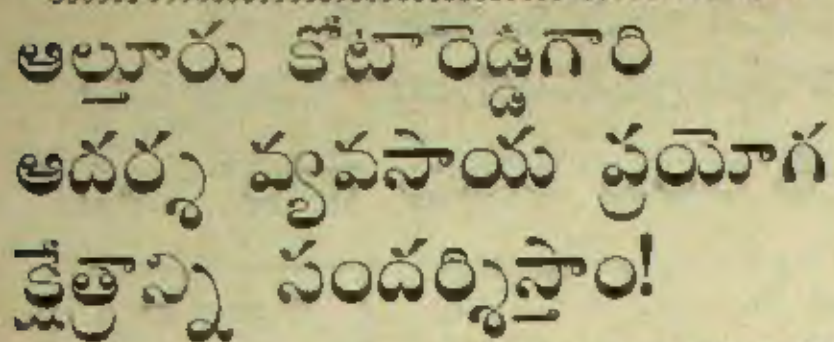 అల్తూరు కోటారెడ్డిగారి
ఆదర్శ వ్యవసాయ ప్రయోగ
క్షేత్రాన్ని సందర్శిస్తాం!